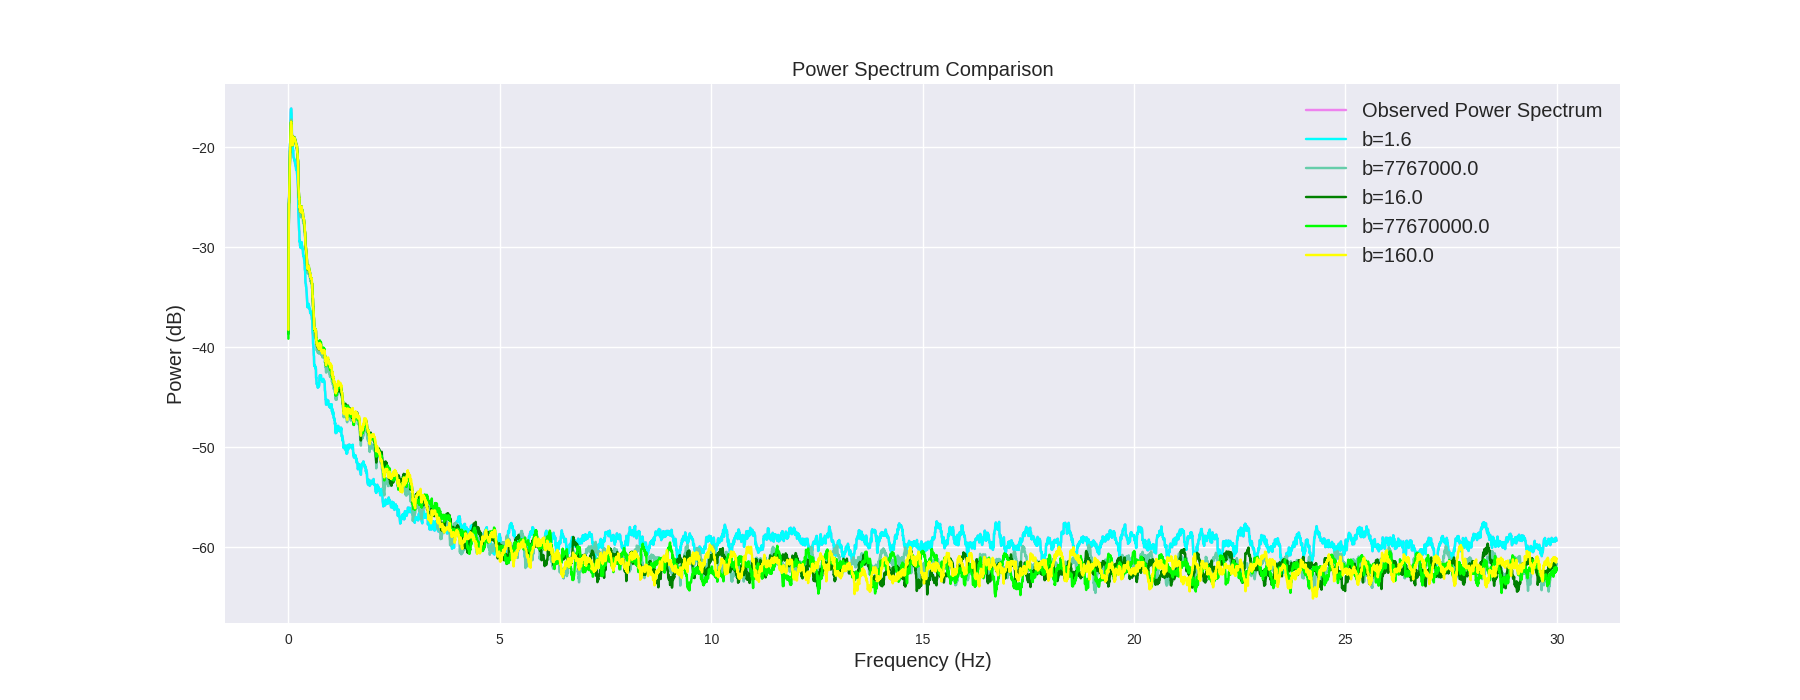 Power Spectrum Comparison
Observed Power Spectrum
b=1.6
b=7767000.0
b=16.0
b=77670000.0
b=160.0
−20
−30
−40
−50
−60
Power (dB)
0 5 10 15 20 25 30
Frequency (Hz)